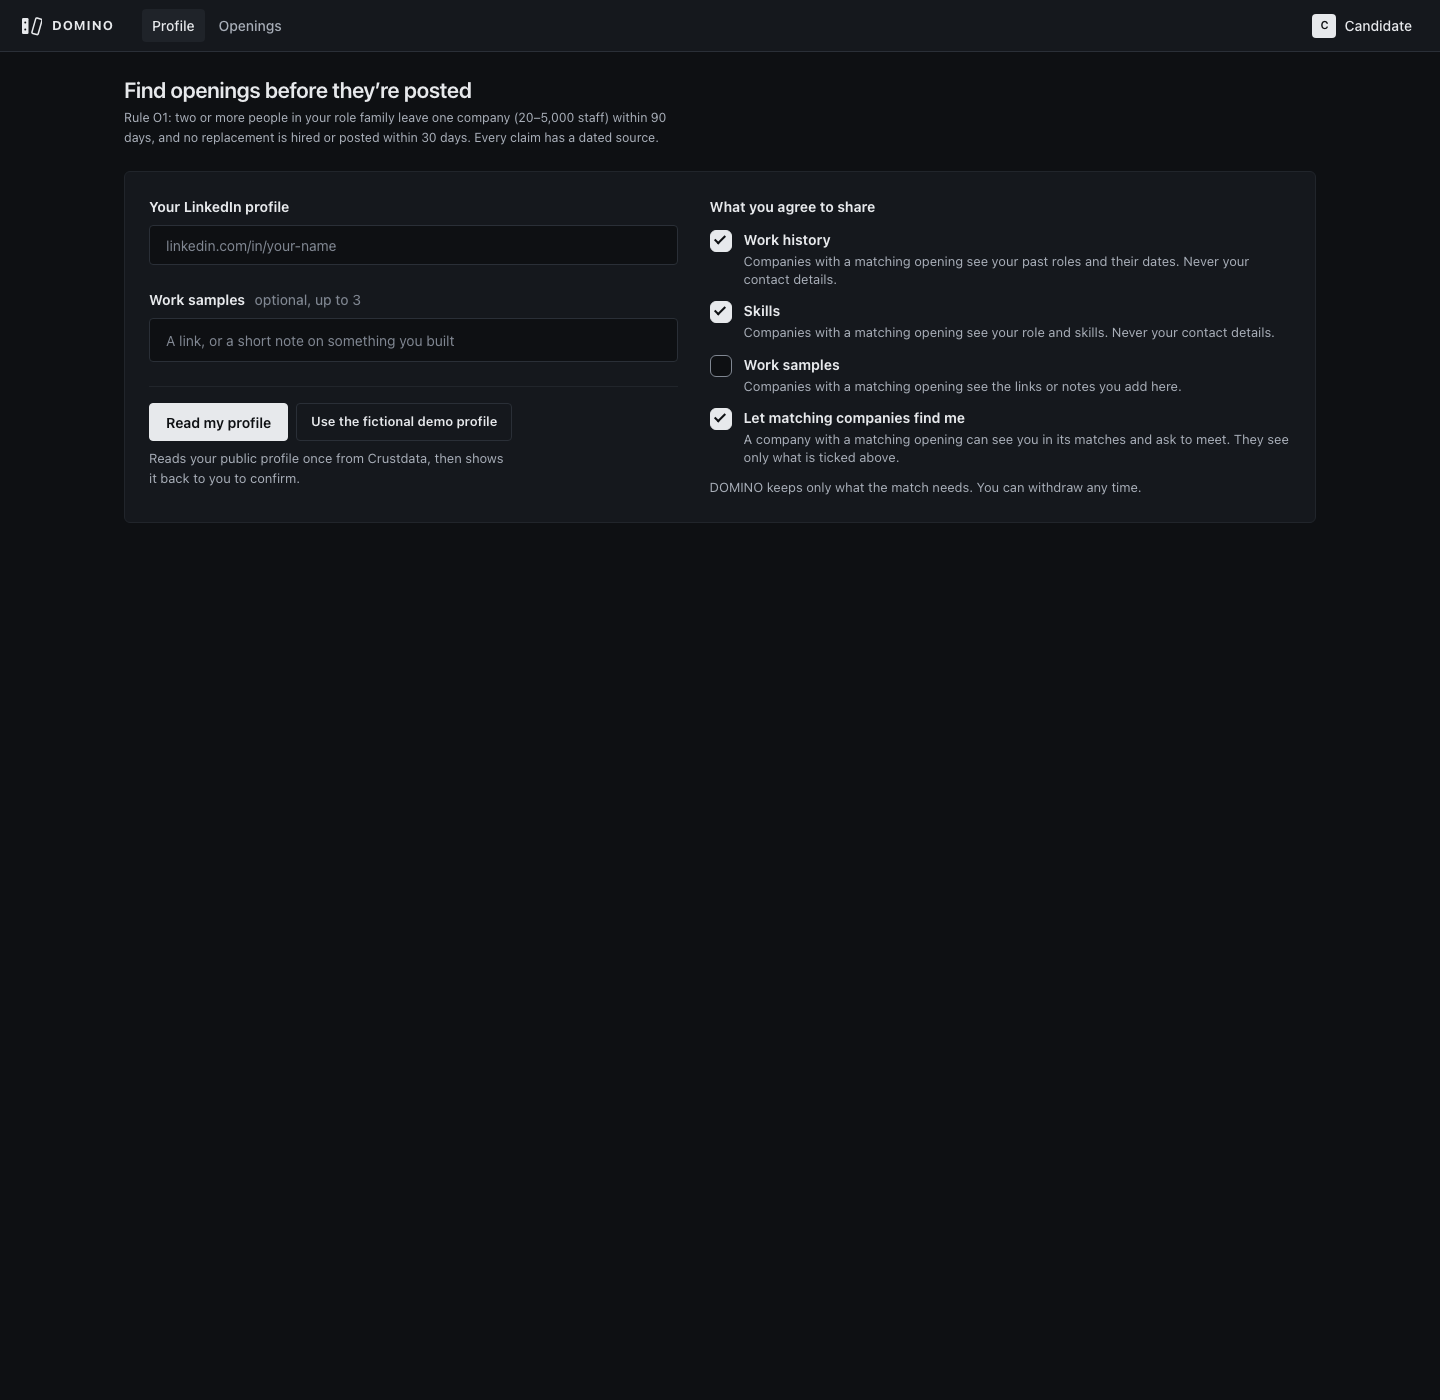 DOMINO
Profile
Openings
C
Candidate
Find openings before they’re posted
Rule O1: two or more people in your role family leave one company (20–5,000 staff) within 90
days, and no replacement is hired or posted within 30 days. Every claim has a dated source.
Your LinkedIn profile
linkedin.com/in/your-name
Work samples optional, up to 3
A link, or a short note on something you built
Read my profile
Use the fictional demo profile
Reads your public profile once from Crustdata, then shows
it back to you to confirm.
What you agree to share
Work history
Companies with a matching opening see your past roles and their dates. Never your
contact details.
Skills
Companies with a matching opening see your role and skills. Never your contact details.
Work samples
Companies with a matching opening see the links or notes you add here.
Let matching companies find me
A company with a matching opening can see you in its matches and ask to meet. They see
only what is ticked above.
DOMINO keeps only what the match needs. You can withdraw any time.